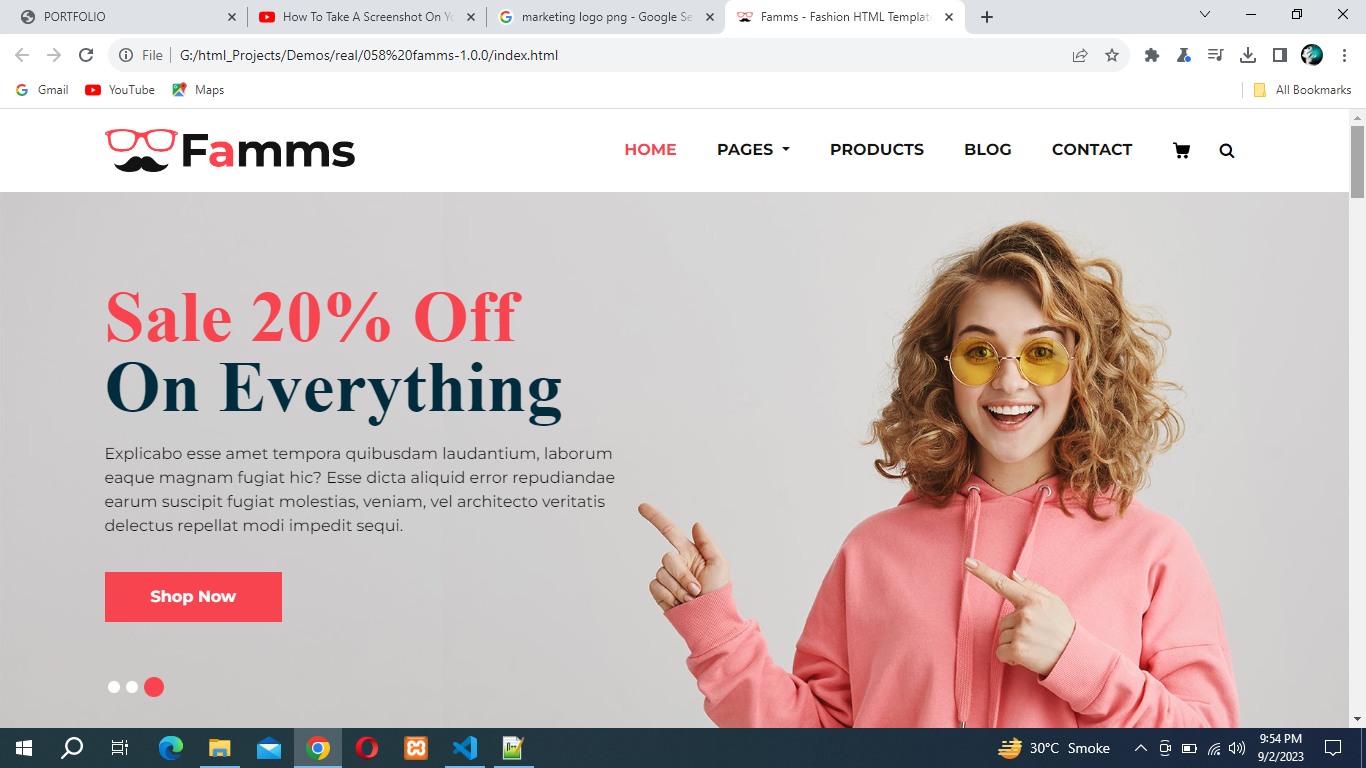 PORTFOLIO
How To Take A Screenshot On Yo
marketing logo png - Google Se
Famms - Fashion HTML Template
File
G:/html_Projects/Demos/real/058%20famms-1.0.0/index.html
Gmail
YouTube
Maps
All Bookmarks
Famms
HOME
PAGES
PRODUCTS
BLOG
CONTACT
Sale 20% Off
On Everything
Explicabo esse amet tempora quibusdam laudantium, laborum
eaque magnam fugiat hic? Esse dicta aliquid error repudiandae
earum suscipit fugiat molestias, veniam, vel architecto veritatis
delectus repellat modi impedit sequi.
Shop Now
30°C Smoke
9:54 PM
9/2/2023